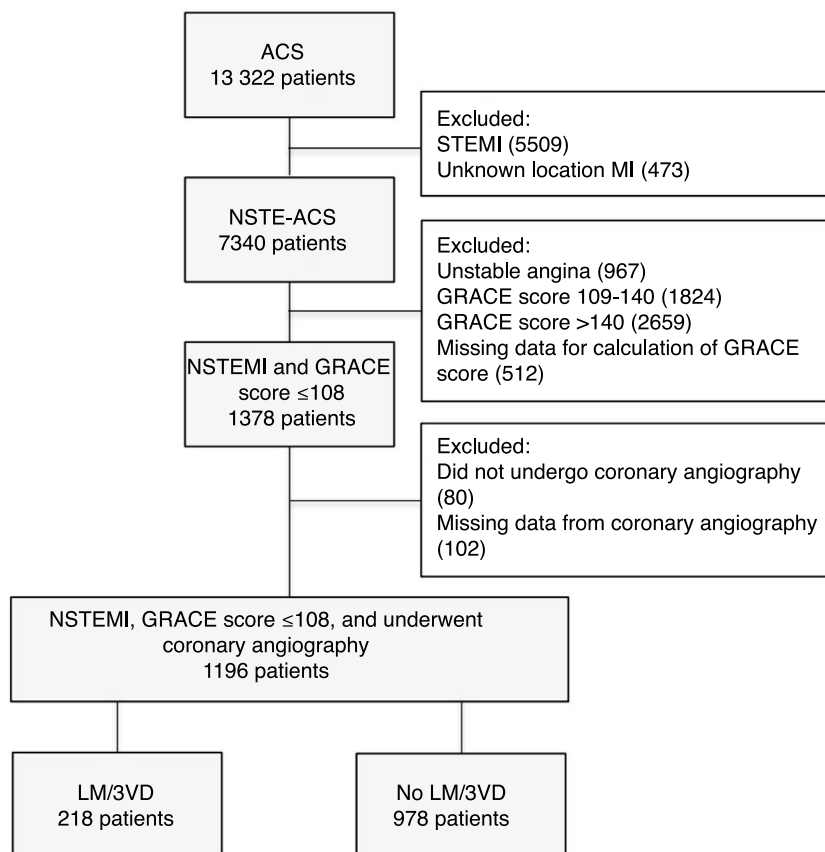 ACS
13 322 patients
Excluded:
STEMI (5509)
Unknown location MI (473)
NSTE-ACS
7340 patients
Excluded:
Unstable angina (967)
GRACE score 109-140 (1824)
GRACE score >140 (2659)
Missing data for calculation of GRACE
score (512)
NSTEMI and GRACE
score ≤108
1378 patients
Excluded:
Did not undergo coronary angiography
(80)
Missing data from coronary angiography
(102)
NSTEMI, GRACE score ≤108, and underwent
coronary angiography
1196 patients
LM/3VD
218 patients
No LM/3VD
978 patients